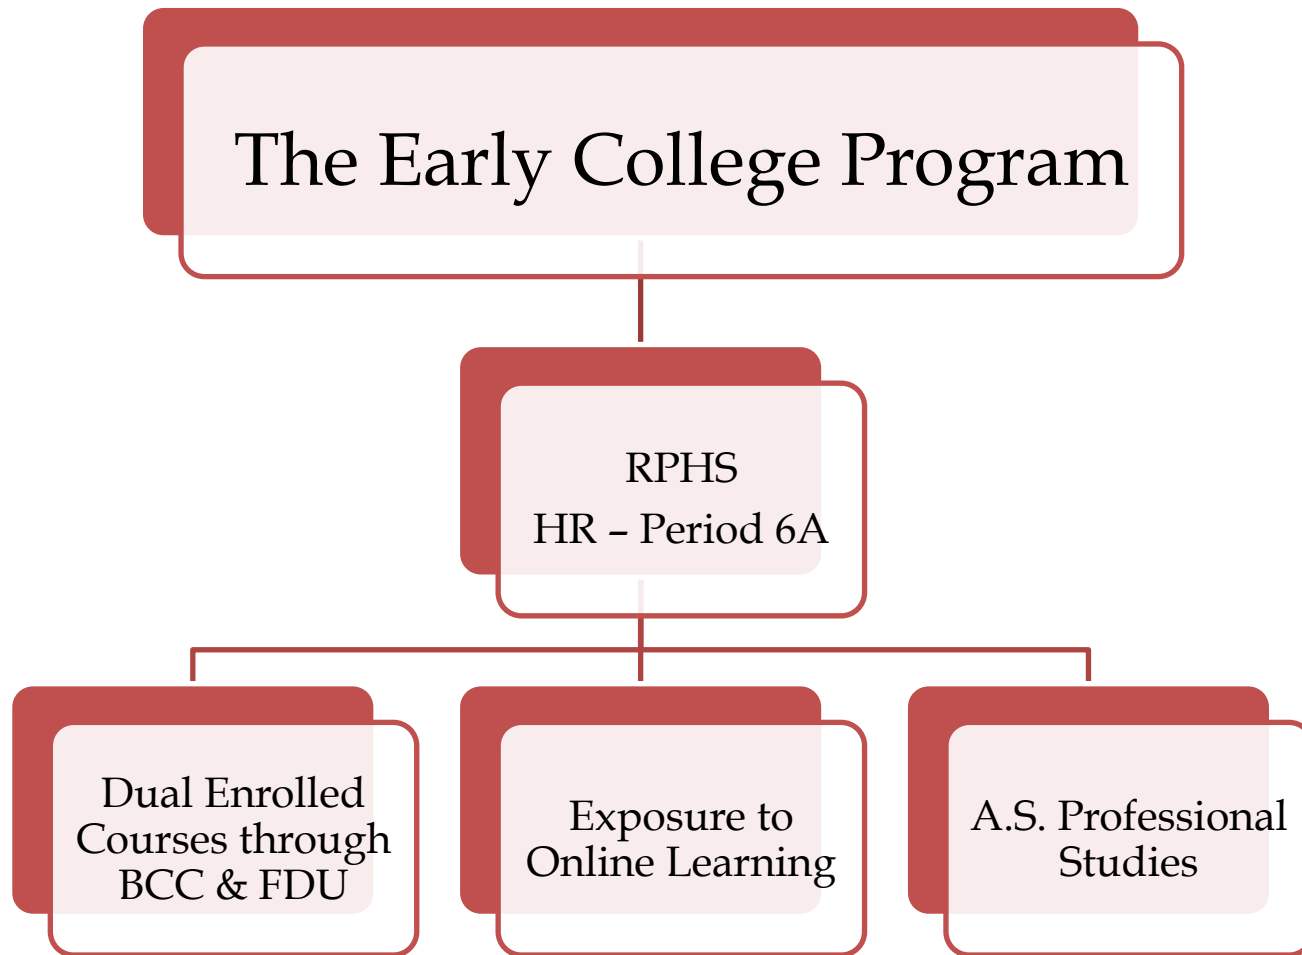 The Early College Program
RPHS
HR – Period 6A
Dual Enrolled
Courses through
BCC & FDU
Exposure to
Online Learning
A.S. Professional
Studies